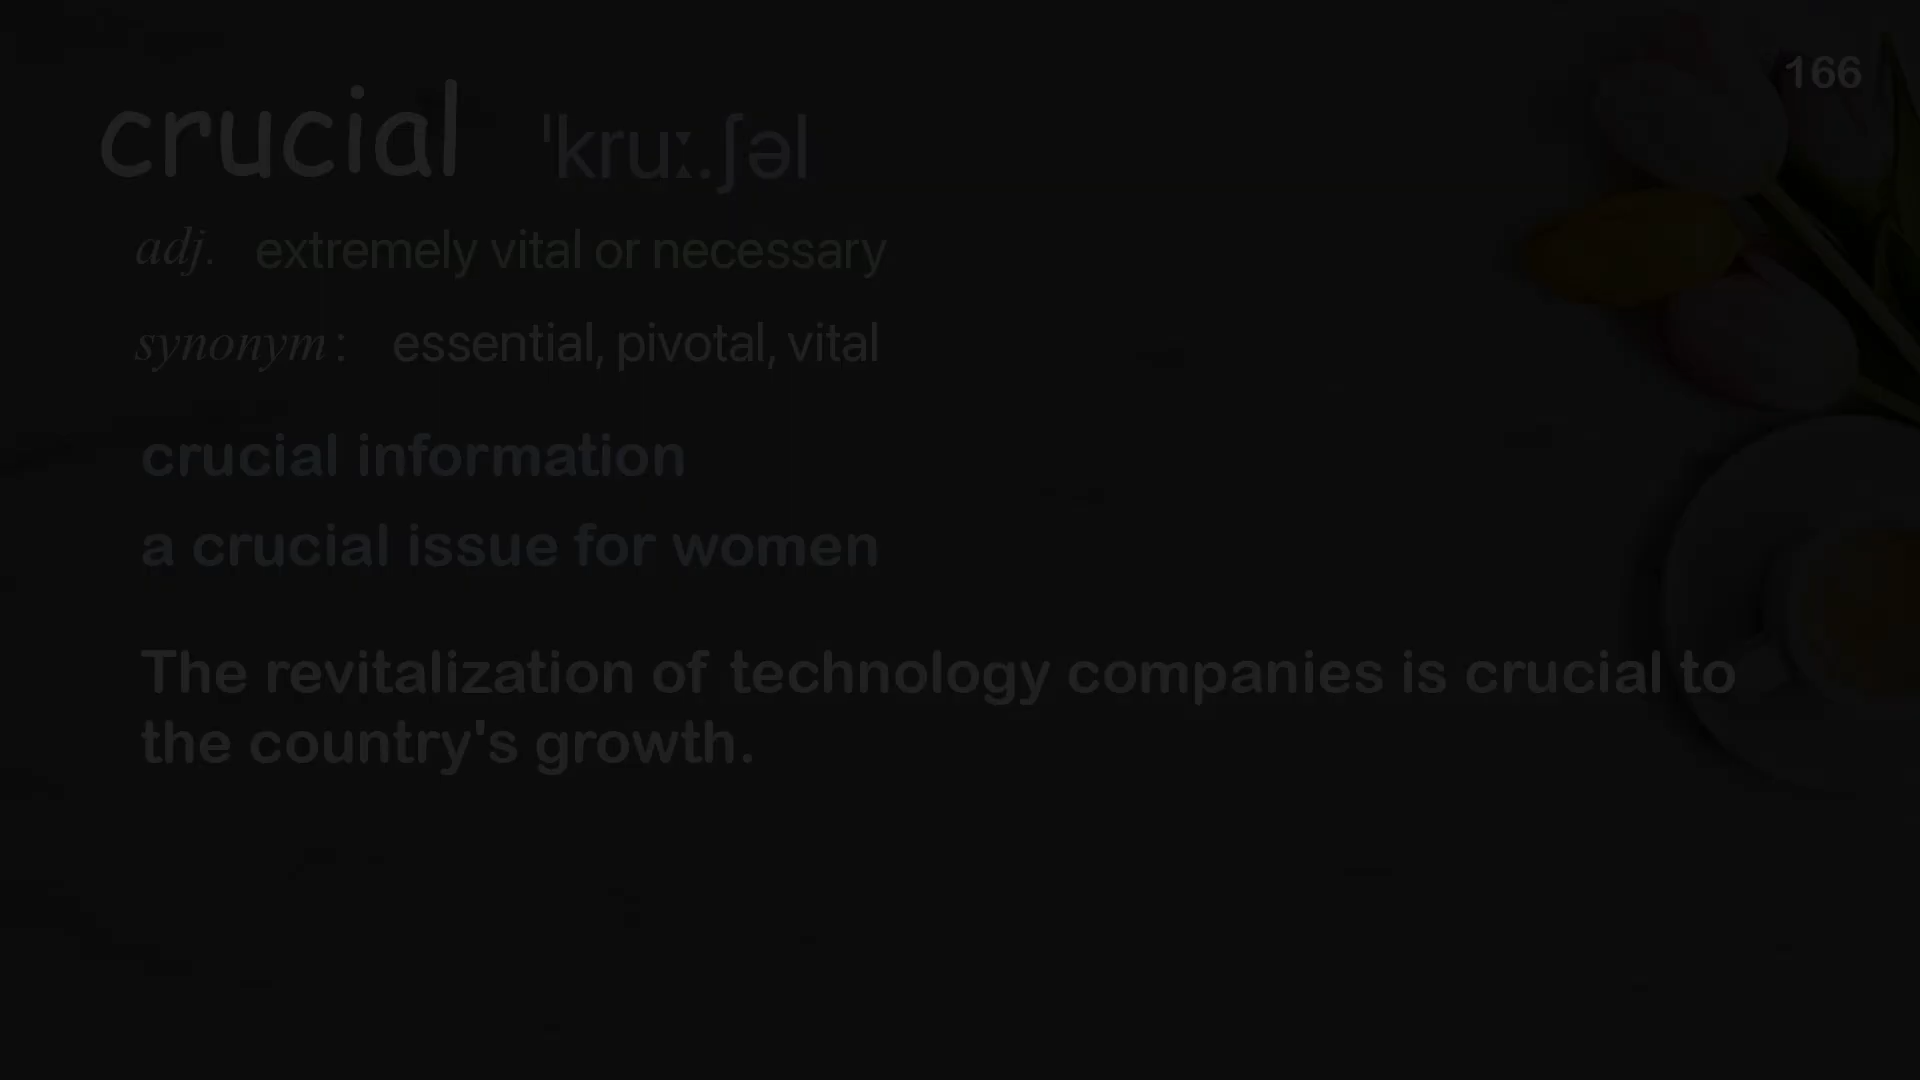 166
crucial ˈkruː.ʃəl
adj. extremely vital or necessary
synonym: essential, pivotal, vital
crucial information
a crucial issue for women
The revitalization of technology companies is crucial to
the country's growth.